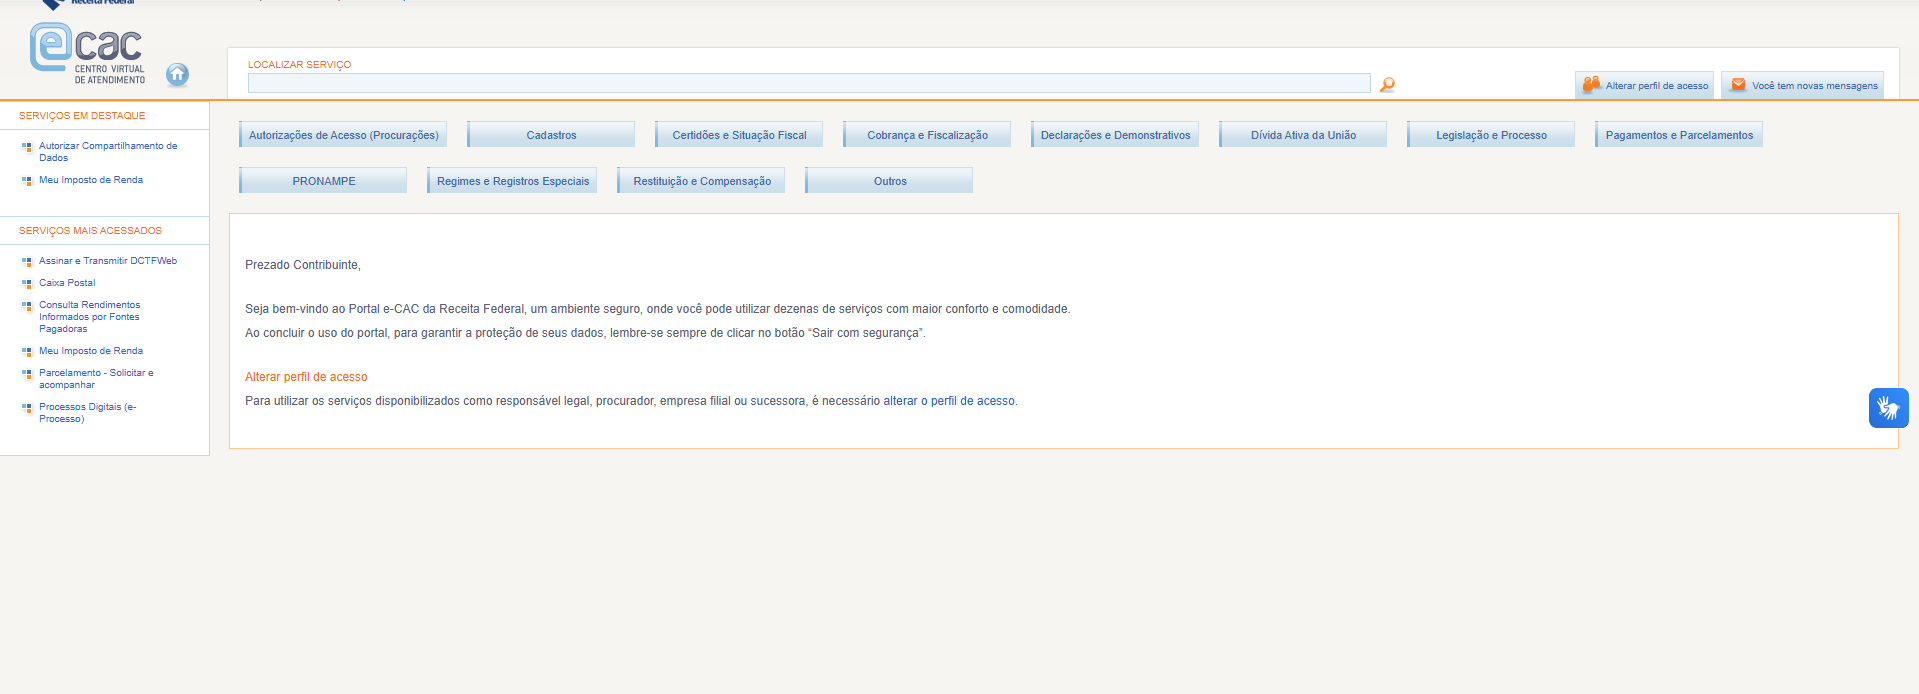 Receita Federal
ecac
CENTRO VIRTUAL
DE ATENDIMENTO
LOCALIZAR SERVIÇO
Alterar perfil de acesso
Você tem novas mensagens
SERVIÇOS EM DESTAQUE
Autorizar Compartilhamento de
Dados
Meu Imposto de Renda
SERVIÇOS MAIS ACESSADOS
Assinar e Transmitir DCTFWeb
Caixa Postal
Consulta Rendimentos
Informados por Fontes
Pagadoras
Meu Imposto de Renda
Parcelamento - Solicitar e
acompanhar
Processos Digitais (e-
Processo)
Autorizações de Acesso (Procurações)
Cadastros
Certidões e Situação Fiscal
Cobrança e Fiscalização
Declarações e Demonstrativos
Dívida Ativa da União
Legislação e Processo
Pagamentos e Parcelamentos
PRONAMPE
Regimes e Registros Especiais
Restituição e Compensação
Outros
Prezado Contribuinte,
Seja bem-vindo ao Portal e-CAC da Receita Federal, um ambiente seguro, onde você pode utilizar dezenas de serviços com maior conforto e comodidade.
Ao concluir o uso do portal, para garantir a proteção de seus dados, lembre-se sempre de clicar no botão “Sair com segurança”.
Alterar perfil de acesso
Para utilizar os serviços disponibilizados como responsável legal, procurador, empresa filial ou sucessora, é necessário alterar o perfil de acesso.